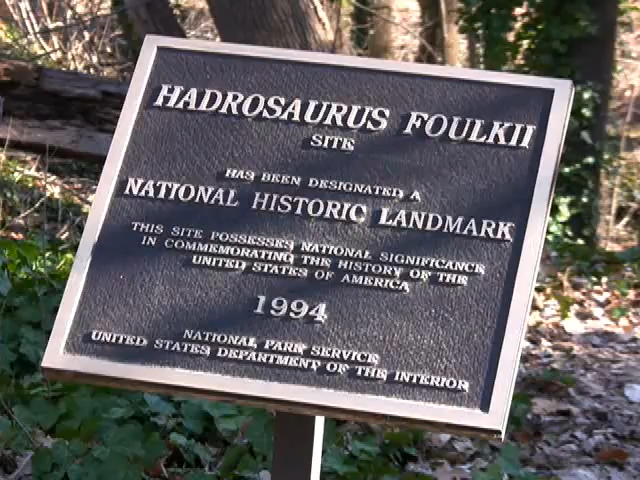 HADROSAURUS FOULKII
SITE
HAS BEEN DESIGNATED A
NATIONAL HISTORIC LANDMARK
THIS SITE POSSESSES NATIONAL SIGNIFICANCE
IN COMMEMORATING THE HISTORY OF THE
UNITED STATES OF AMERICA
1994
NATIONAL PARK SERVICE
UNITED STATES DEPARTMENT OF THE INTERIOR